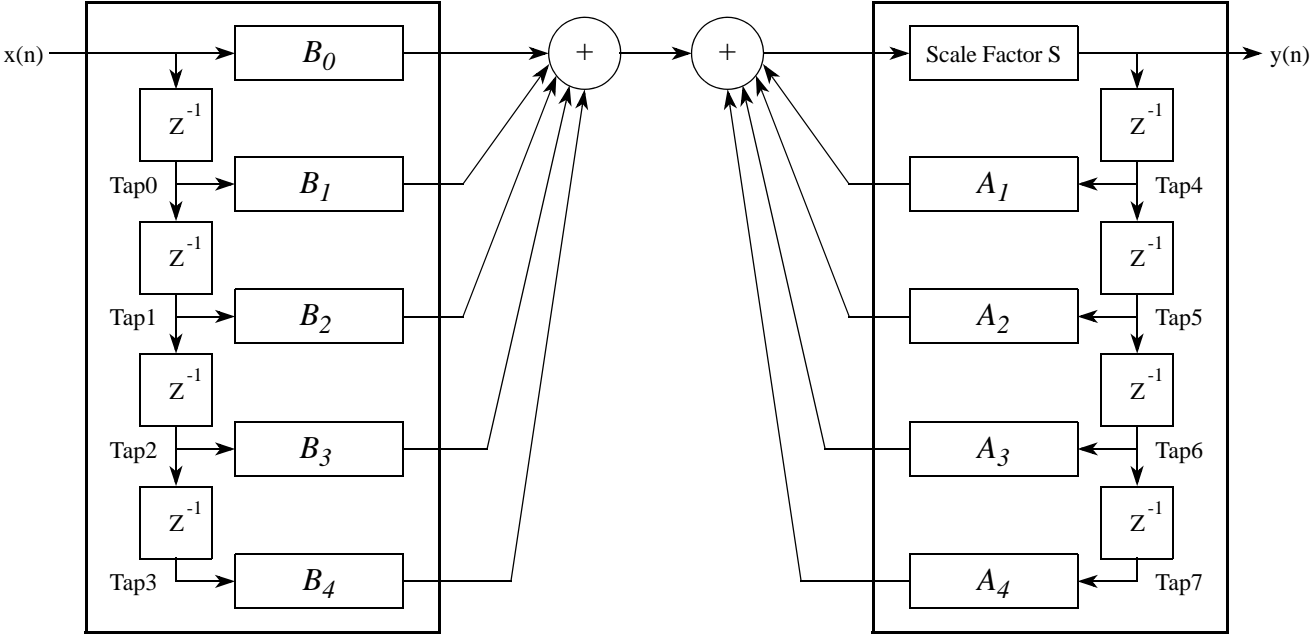 x(n)
B0
+
+
Scale Factor S
y(n)
Z-1
Z-1
Tap0
B1
A1
Tap4
Z-1
Z-1
Tap1
B2
A2
Tap5
Z-1
Z-1
Tap2
B3
A3
Tap6
Z-1
Z-1
Tap3
B4
A4
Tap7